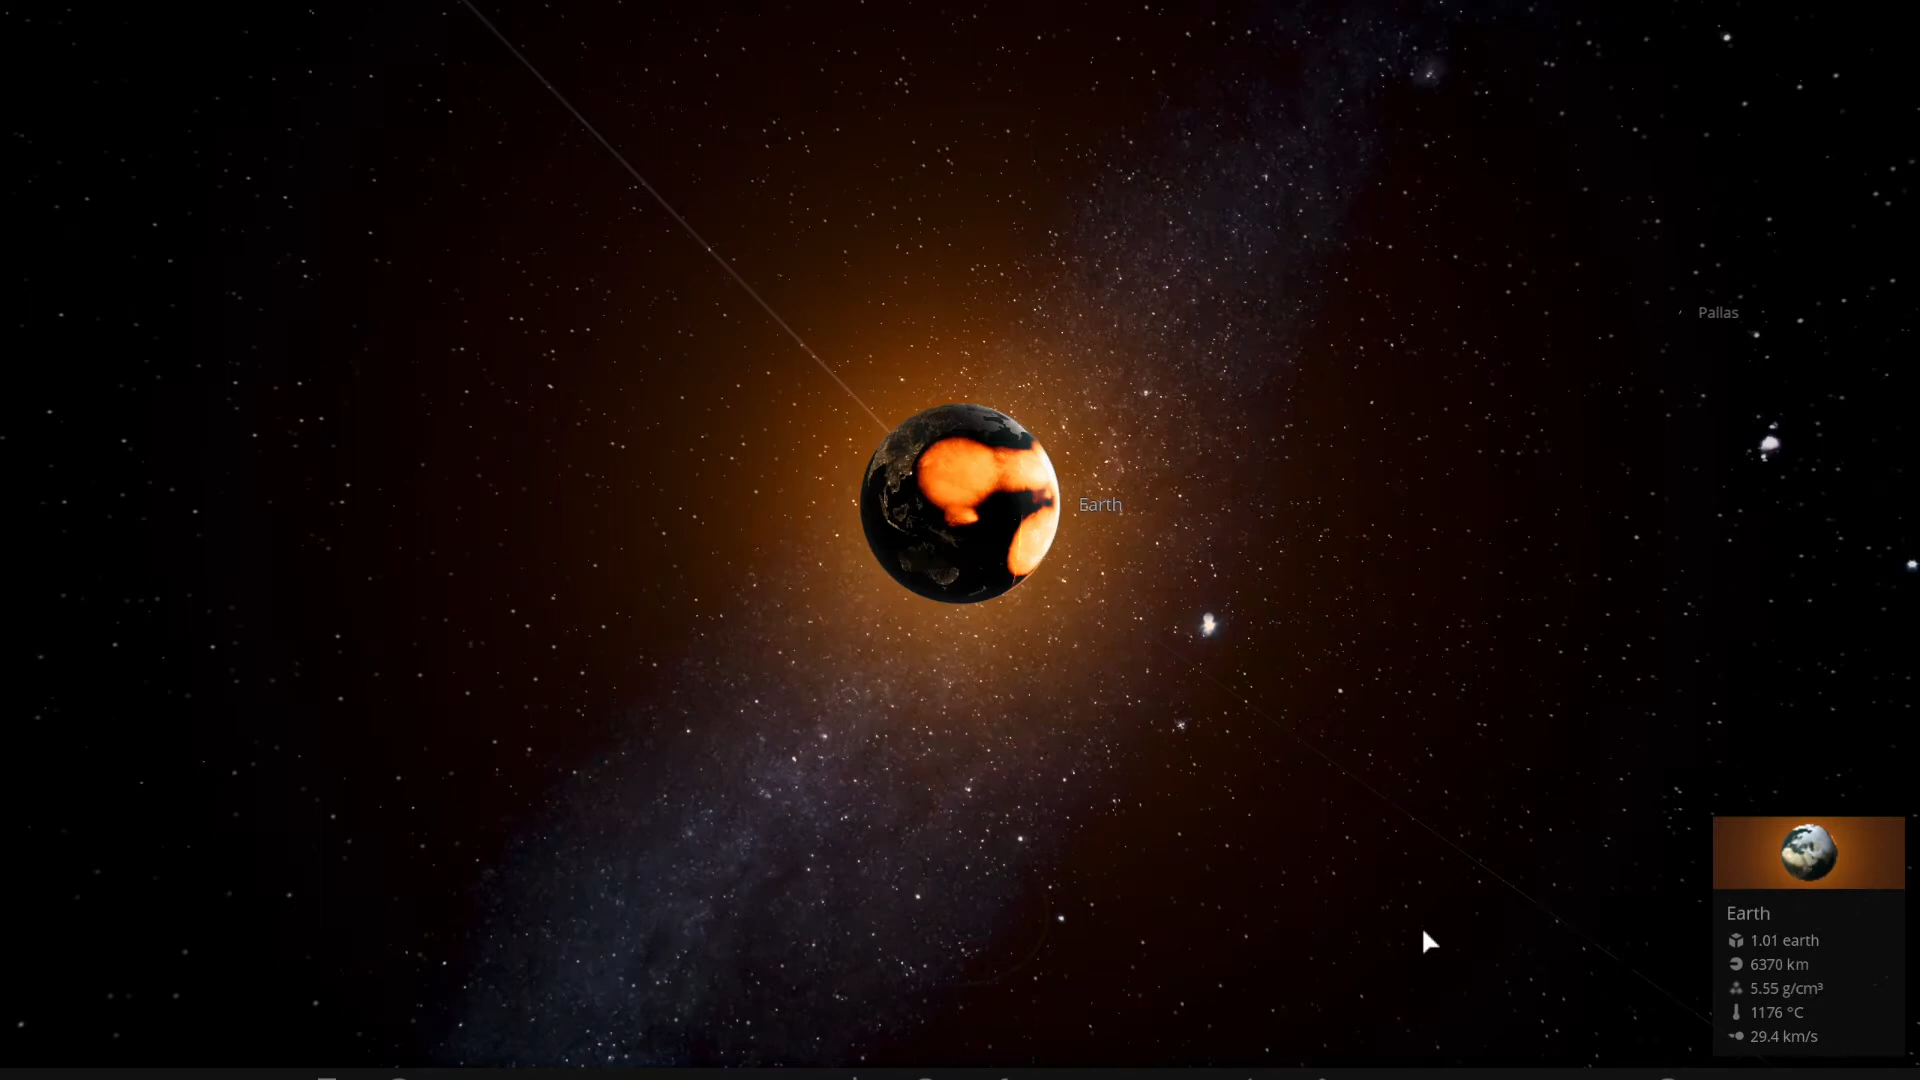 Pallas
Earth
Earth
1.01 earth
6370 km
5.55 g/cm³
1176 °C
29.4 km/s